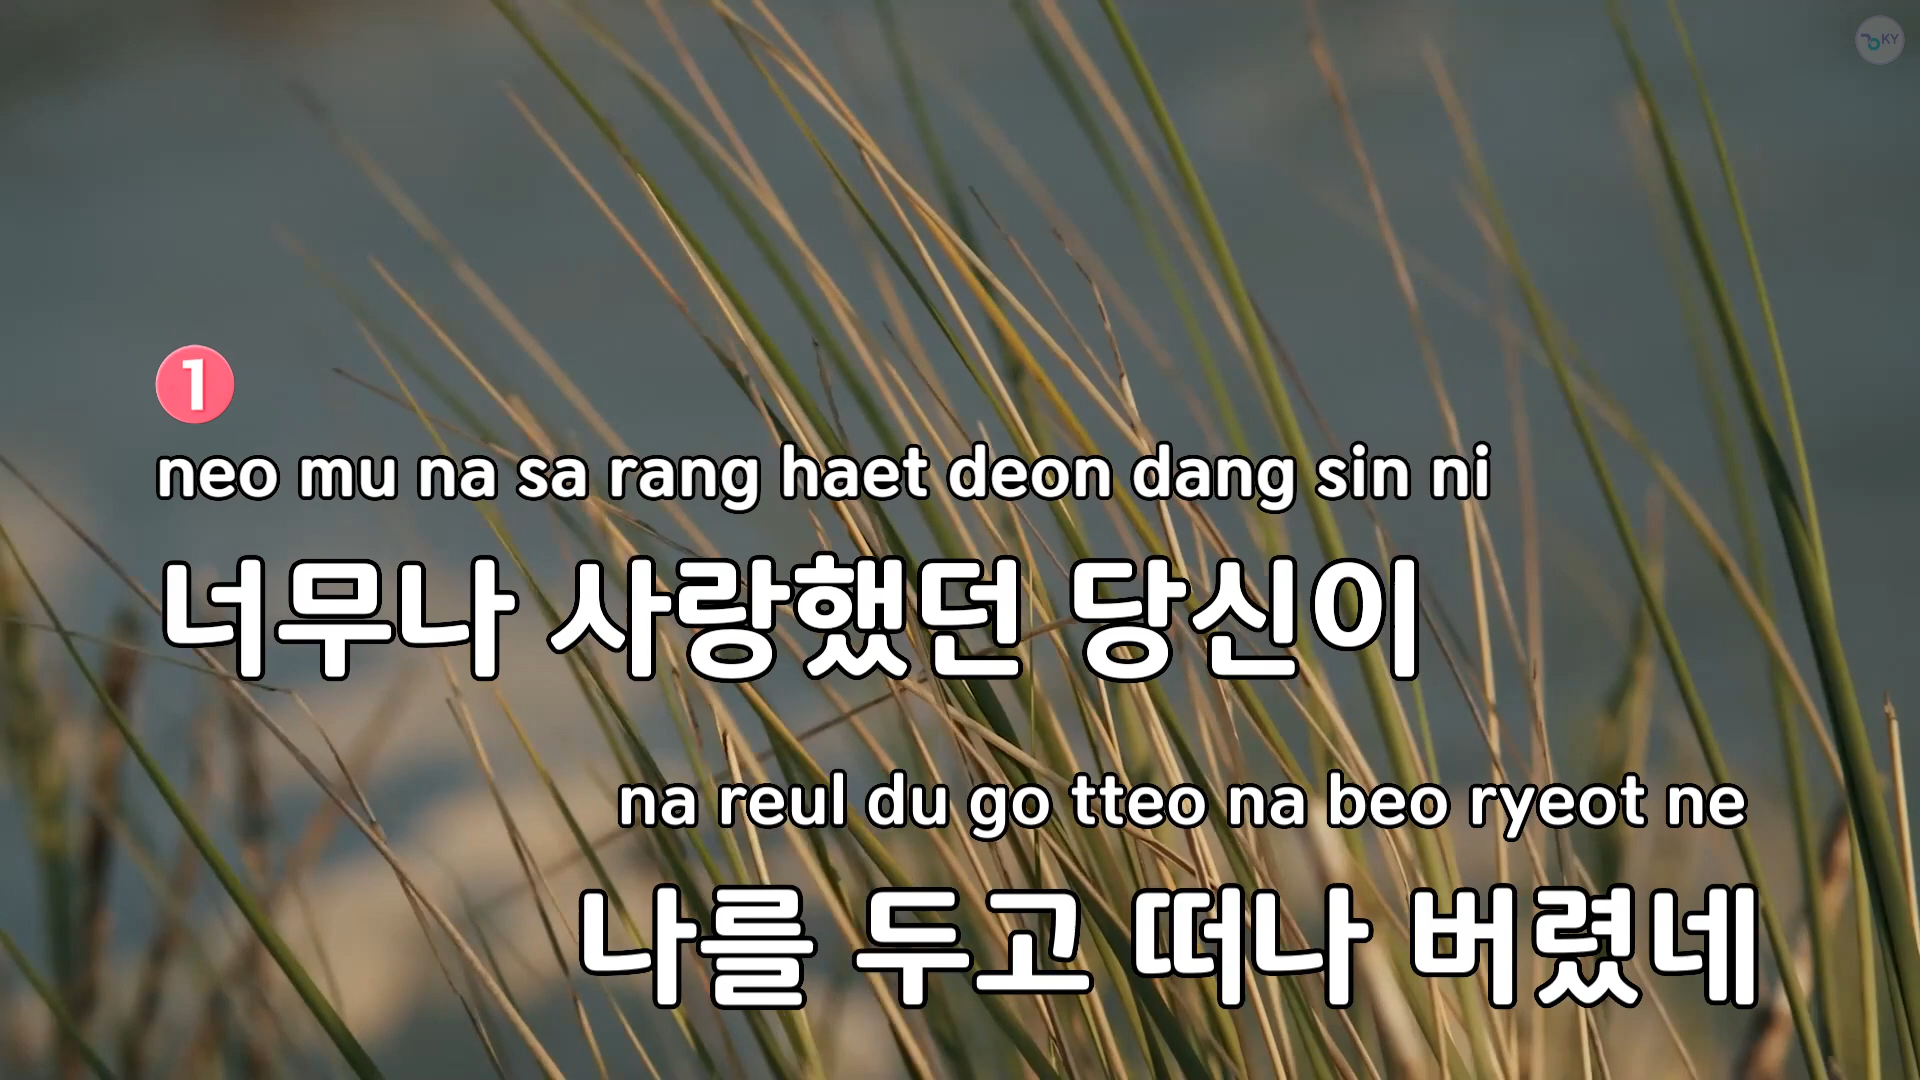 KY
1
neo mu na sa rang haet deon dang sin ni
너무나 사랑했던 당신이
na reul du go tteo na beo ryeot ne
나를 두고 떠나 버렸네